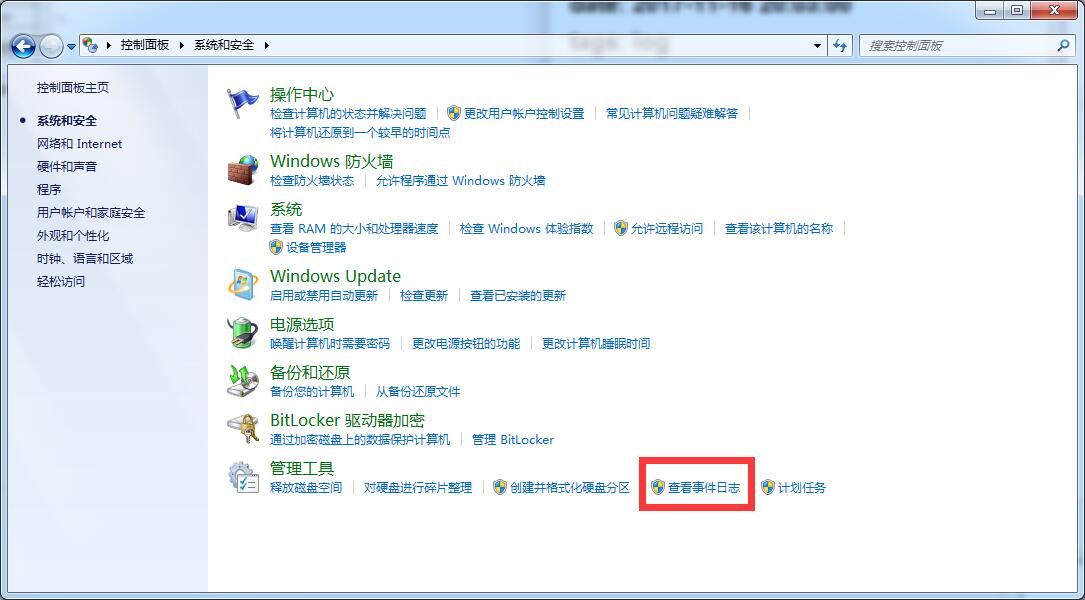 date: 2017-11-16 20:03:00
tags: log
控制面板 系统和安全
搜索控制面板
控制面板主页
系统和安全
网络和 Internet
硬件和声音
程序
用户帐户和家庭安全
外观和个性化
时钟、语言和区域
轻松访问
操作中心
检查计算机的状态并解决问题 更改用户帐户控制设置 常见计算机问题疑难解答
将计算机还原到一个较早的时间点
Windows 防火墙
检查防火墙状态 允许程序通过 Windows 防火墙
系统
查看 RAM 的大小和处理器速度 检查 Windows 体验指数 允许远程访问 查看该计算机的名称
设备管理器
Windows Update
启用或禁用自动更新 检查更新 查看已安装的更新
电源选项
唤醒计算机时需要密码 更改电源按钮的功能 更改计算机睡眠时间
备份和还原
备份您的计算机 从备份还原文件
BitLocker 驱动器加密
通过加密磁盘上的数据保护计算机 管理 BitLocker
管理工具
释放磁盘空间 对硬盘进行碎片整理 创建并格式化硬盘分区 查看事件日志 计划任务